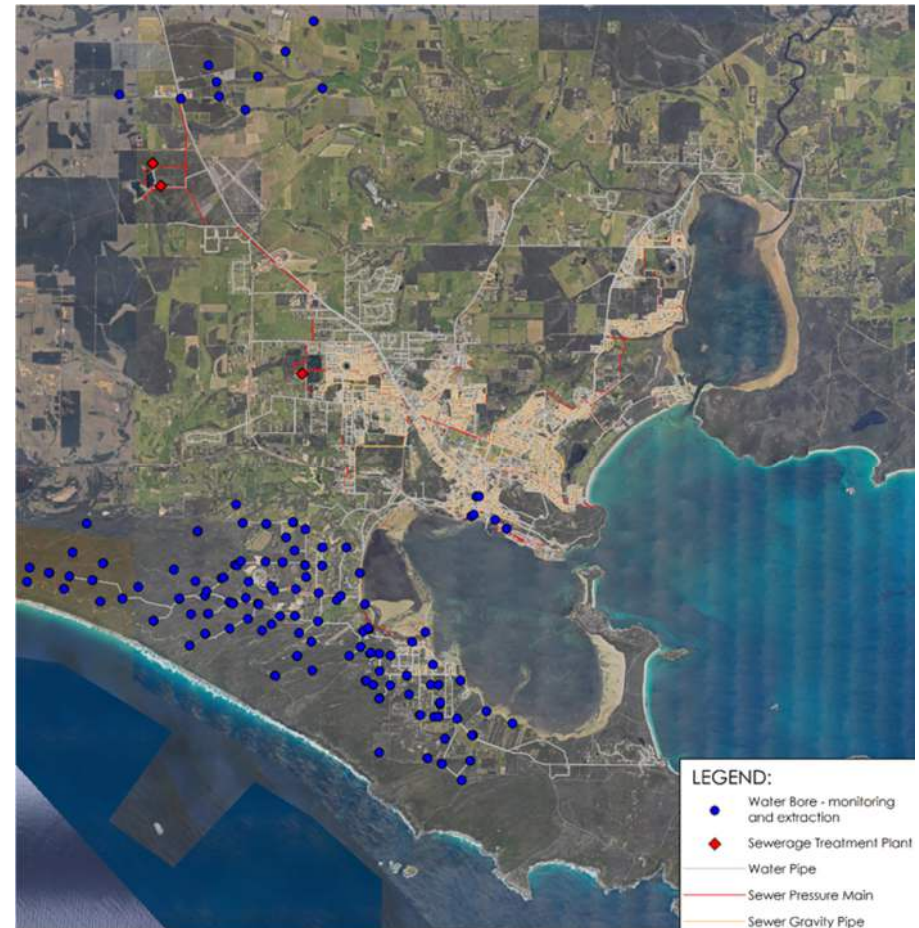 LEGEND:
Water Bore - monitoring
and extraction
Sewerage Treatment Plant
Water Pipe
Sewer Pressure Main
Sewer Gravity Pipe